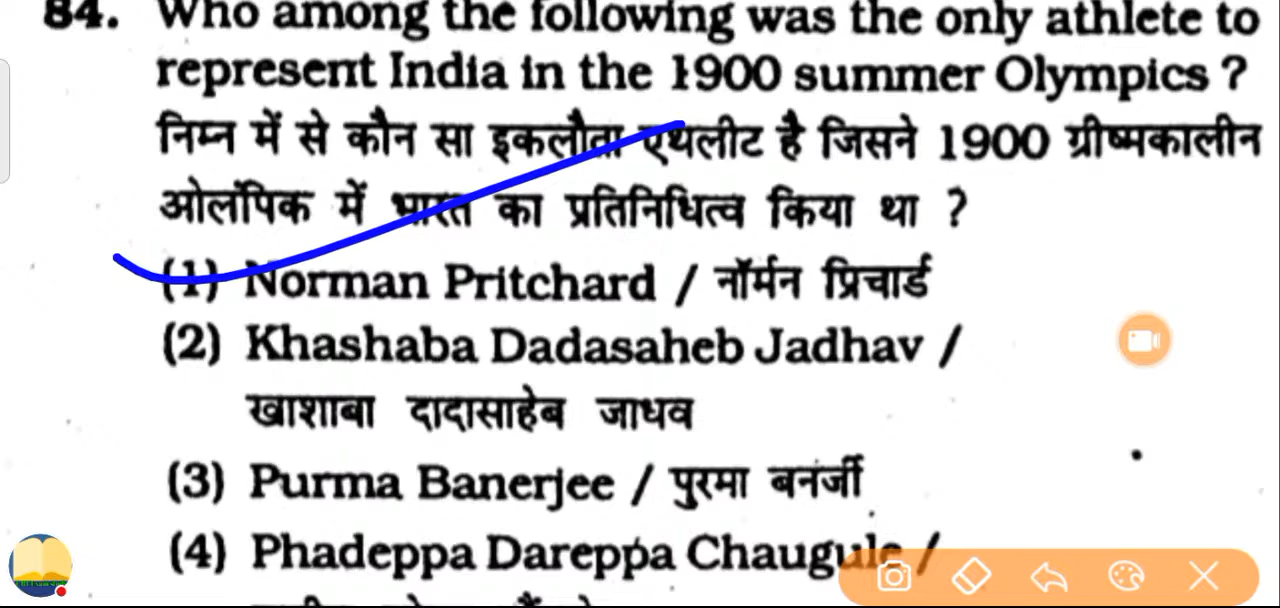 84. Who among the following was the only athlete to
represent India in the 1900 summer Olympics ?
निम्न में से कौन सा इकलौता एथलीट है जिसने 1900 ग्रीष्मकालीन
ओलंपिक में भारत का प्रतिनिधित्व किया था ?
(1) Norman Pritchard / नॉर्मन प्रिचार्ड
(2) Khashaba Dadasaheb Jadhav /
खाशाबा दादासाहेब जाधव
(3) Purma Banerjee / पुरमा बनर्जी
(4) Phadeppa Dareppa Chaugule /